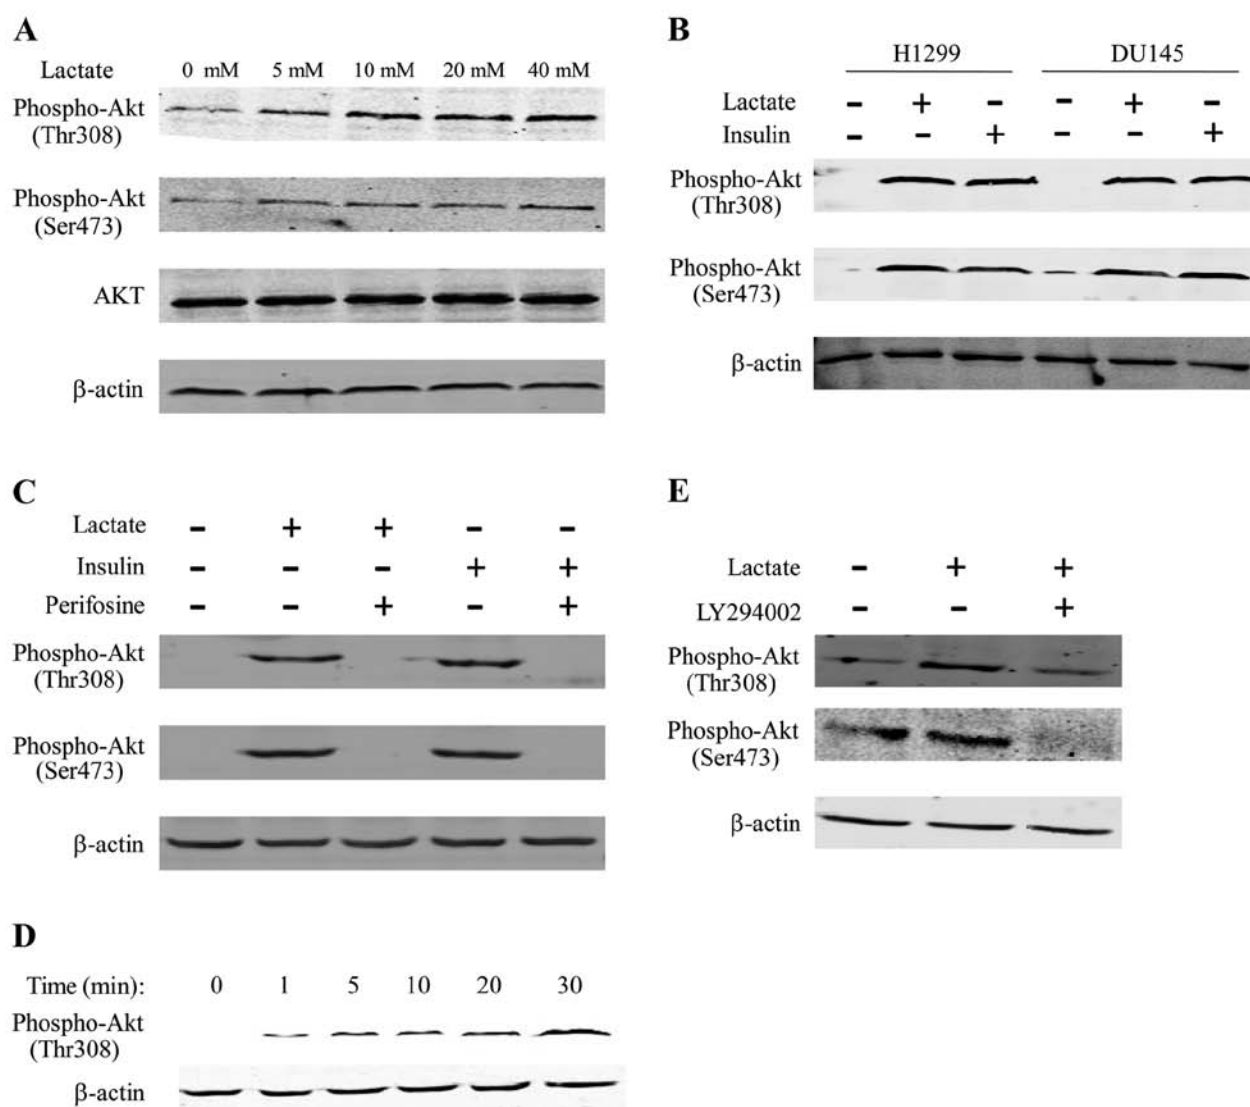 A
Lactate 0 mM 5 mM 10 mM 20 mM 40 mM
Phospho-Akt
(Thr308)
Phospho-Akt
(Ser473)
AKT
β-actin
B
H1299 DU145
Lactate - + - - + -
Insulin - - + - - +
Phospho-Akt
(Thr308)
Phospho-Akt
(Ser473)
β-actin
C
Lactate - + + - -
Insulin - - - + +
Perifosine - - + - +
Phospho-Akt
(Thr308)
Phospho-Akt
(Ser473)
β-actin
E
Lactate - + +
LY294002 - - +
Phospho-Akt
(Thr308)
Phospho-Akt
(Ser473)
β-actin
D
Time (min): 0 1 5 10 20 30
Phospho-Akt
(Thr308)
β-actin